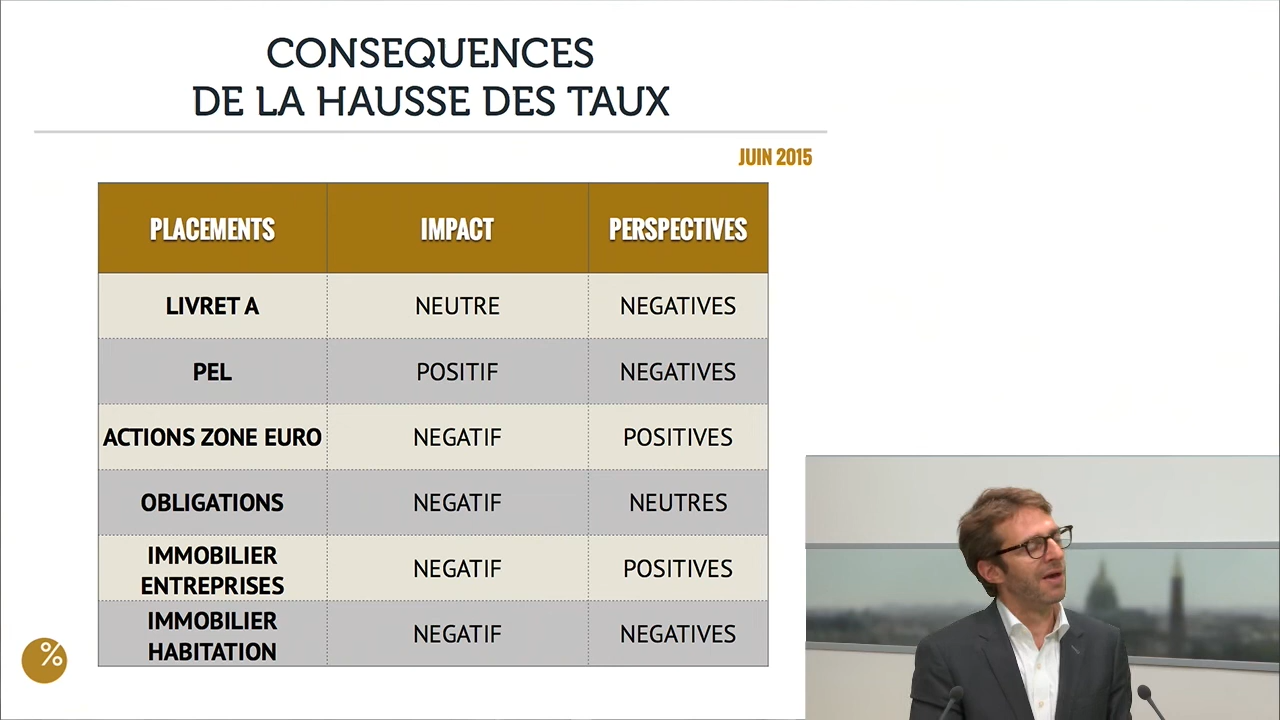 CONSEQUENCES
DE LA HAUSSE DES TAUX
JUIN 2015
PLACEMENTS IMPACT PERSPECTIVES
LIVRET A NEUTRE NEGATIVES
PEL POSITIF NEGATIVES
ACTIONS ZONE EURO NEGATIF POSITIVES
OBLIGATIONS NEGATIF NEUTRES
IMMOBILIER
ENTREPRISES NEGATIF POSITIVES
IMMOBILIER
HABITATION NEGATIF NEGATIVES
%